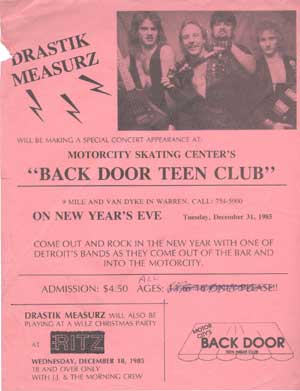 DRASTIK
MEASURZ
WILL BE MAKING A SPECIAL CONCERT APPEARANCE AT:
MOTORCITY SKATING CENTER'S
"BACK DOOR TEEN CLUB"
9 MILE AND VAN DYKE IN WARREN. CALL: 754-5000
ON NEW YEAR'S EVE Tuesday, December 31, 1985
COME OUT AND ROCK IN THE NEW YEAR WITH ONE OF
DETROIT'S BANDS AS THEY COME OUT OF THE BAR AND
INTO THE MOTORCITY.
ALL
ADMISSION: $4.50 AGES: PLEASE!!
DRASTIK MEASURZ WILL ALSO BE
PLAYING AT A WLLZ CHRISTMAS PARTY
AT RITZ
WEDNESDAY, DECEMBER 18, 1985
18 AND OVER ONLY
WITH J.J. & THE MORNING CREW
MOTOR CITY'S
BACK DOOR
TEEN NIGHT CLUB